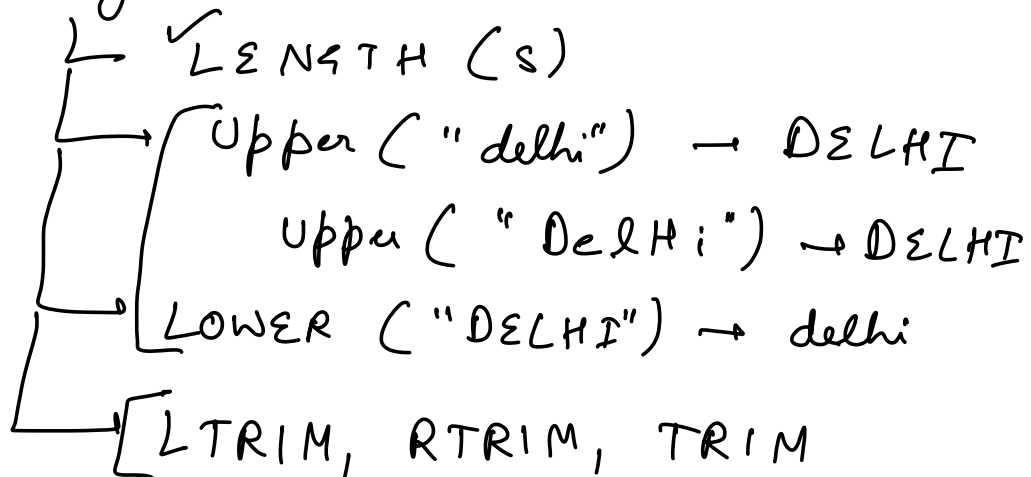 LENGTH (S)
Upper ("delhi") → DELHI
Upper ("DelHi") → DELHI
LOWER ("DELHI") → delhi
LTRIM, RTRIM, TRIM